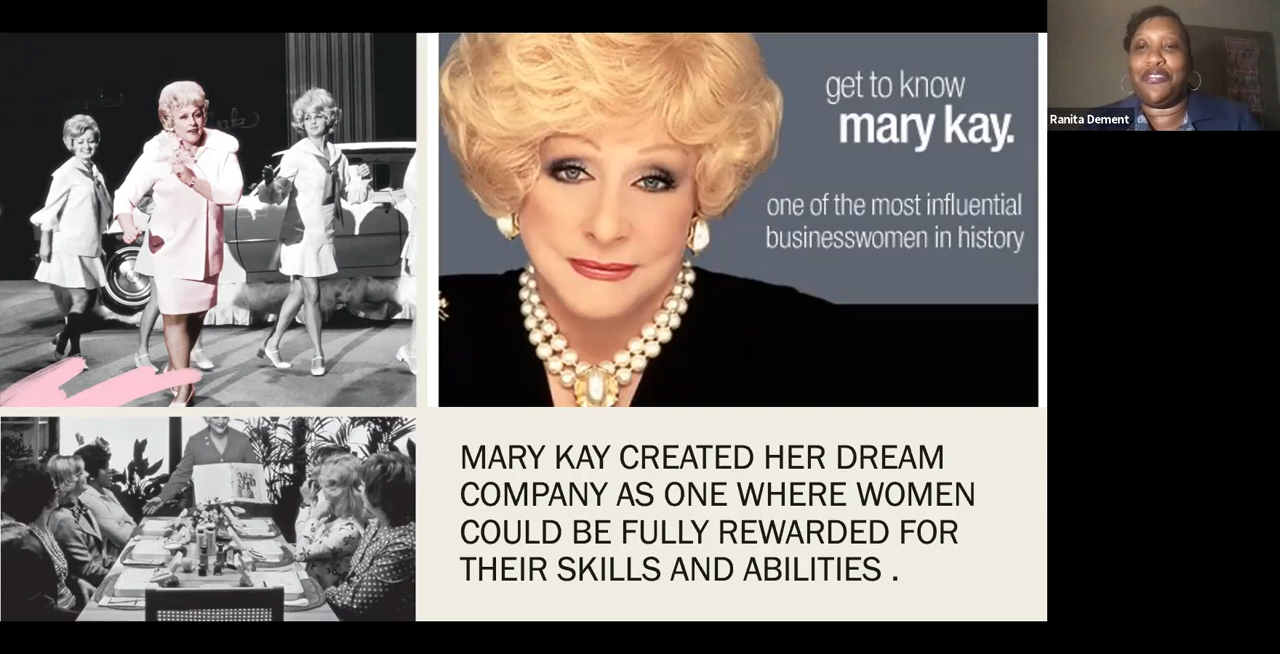 get to know
mary kay.
one of the most influential
businesswomen in history
Ranita Dement
MARY KAY CREATED HER DREAM
COMPANY AS ONE WHERE WOMEN
COULD BE FULLY REWARDED FOR
THEIR SKILLS AND ABILITIES .